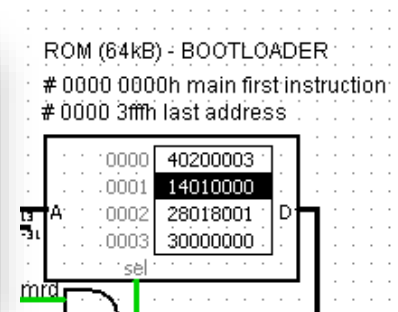 ROM (64kB) - BOOTLOADER
# 0000 0000h main first instruction
# 0000 3fffh last address
0000 40200003
0001 14010000
A 0002 28018001 D
0003 30000000
sel
mrd